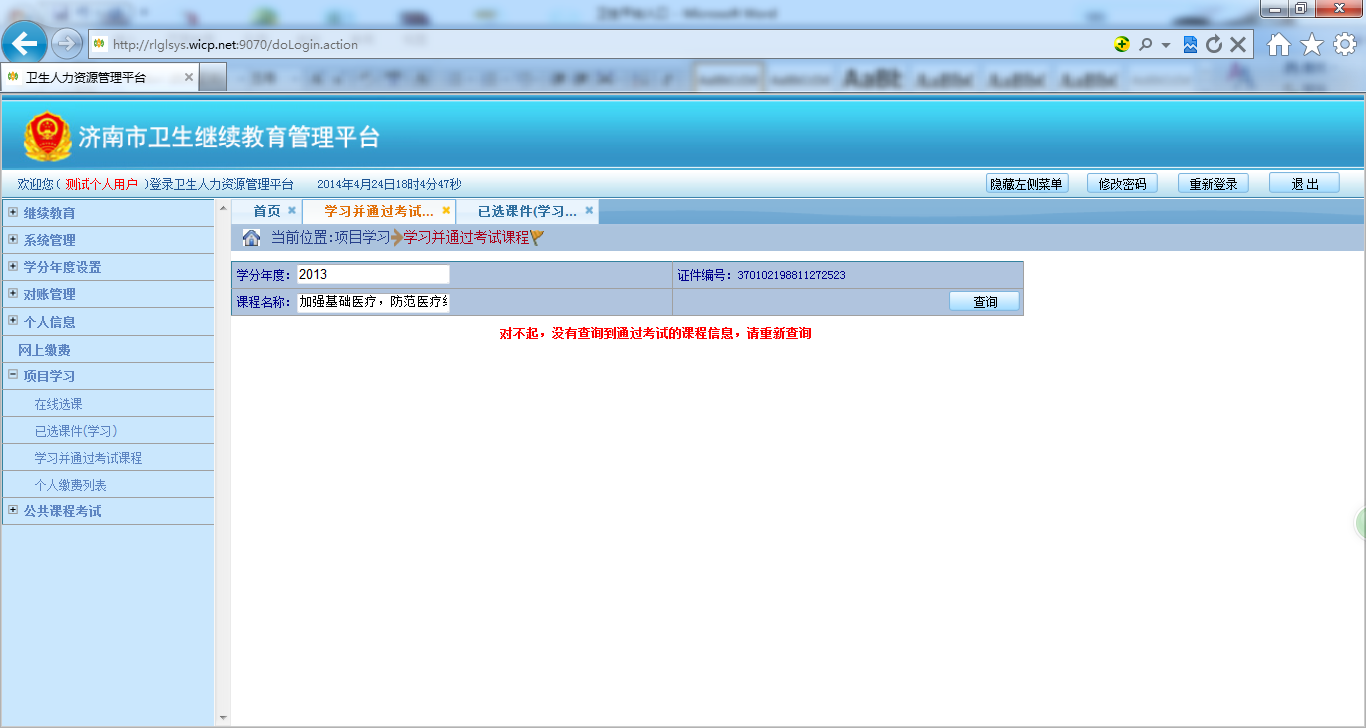 http://rlglsys.wicp.net:9070/doLogin.action
卫生人力资源管理平台
济南市卫生继续教育管理平台
欢迎您( 测试个人用户 )登录卫生人力资源管理平台 2014年4月24日18时4分47秒
隐藏左侧菜单 修改密码 重新登录 退 出
继续教育
系统管理
学分年度设置
对账管理
个人信息
网上缴费
项目学习
在线选课
已选课件(学习)
学习并通过考试课程
个人缴费列表
公共课程考试
首页 学习并通过考试... 已选课件(学习...
当前位置:项目学习 学习并通过考试课程
学分年度： 2013 证件编号：370102198811272523
课程名称： 加强基础医疗，防范医疗 查询
对不起，没有查询到通过考试的课程信息，请重新查询